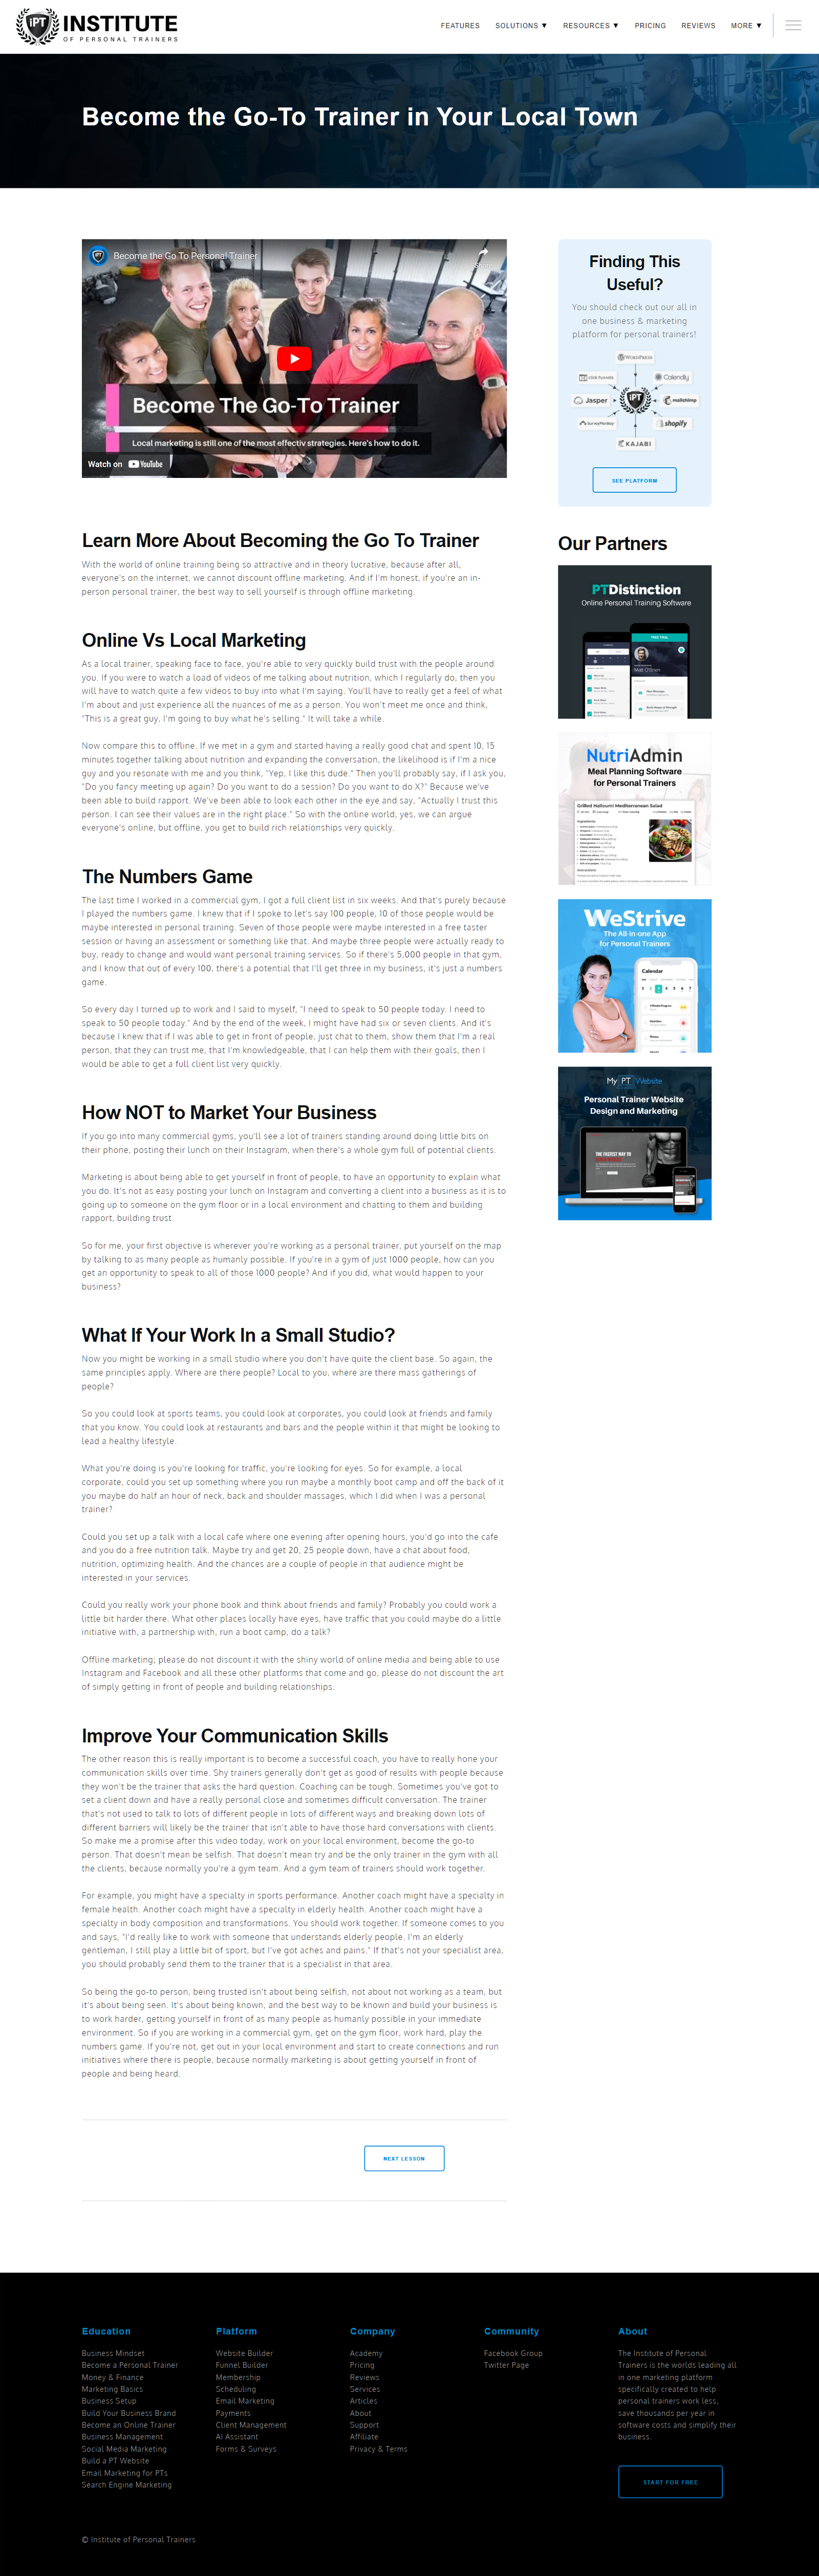 iPT INSTITUTE
OF PERSONAL TRAINERS
FEATURES SOLUTIONS ▼ RESOURCES ▼ PRICING REVIEWS MORE ▼
Become the Go-To Trainer in Your Local Town
Become the Go To Personal Trainer
Become The Go-To Trainer
Local marketing is still one of the most effectiv strategies. Here's how to do it.
Watch on YouTube
Finding This
Useful?
You should check out our all in
one business & marketing
platform for personal trainers!
WordPress
click funnels
Calendly
Jasper
iPT
mailchimp
SurveyMonkey
shopify
KAJABI
SEE PLATFORM
Learn More About Becoming the Go To Trainer
With the world of online training being so attractive and in theory lucrative, because after all,
everyone's on the internet, we cannot discount offline marketing. And if I'm honest, if you're an in-
person personal trainer, the best way to sell yourself is through offline marketing.
Online Vs Local Marketing
As a local trainer, speaking face to face, you're able to very quickly build trust with the people around
you. If you were to watch a load of videos of me talking about nutrition, which I regularly do, then you
will have to watch quite a few videos to buy into what I'm saying. You'll have to really get a feel of what
I'm about and just experience all the nuances of me as a person. You won't meet me once and think,
"This is a great guy, I'm going to buy what he's selling." It will take a while.
Now compare this to offline. If we met in a gym and started having a really good chat and spent 10, 15
minutes together talking about nutrition and expanding the conversation, the likelihood is if I'm a nice
guy and you resonate with me and you think, "Yep, I like this dude." Then you'll probably say, if I ask you,
"Do you fancy meeting up again? Do you want to do a session? Do you want to do X?" Because we've
been able to build rapport. We've been able to look each other in the eye and say, "Actually I trust this
person. I can see their values are in the right place." So with the online world, yes, we can argue
everyone's online, but offline, you get to build rich relationships very quickly.
The Numbers Game
The last time I worked in a commercial gym, I got a full client list in six weeks. And that's purely because
I played the numbers game. I knew that if I spoke to let's say 100 people, 10 of those people would be
maybe interested in personal training. Seven of those people were maybe interested in a free taster
session or having an assessment or something like that. And maybe three people were actually ready to
buy, ready to change and would want personal training services. So if there's 5,000 people in that gym,
and I know that out of every 100, there's a potential that I'll get three in my business, it's just a numbers
game.
So every day I turned up to work and I said to myself, "I need to speak to 50 people today. I need to
speak to 50 people today." And by the end of the week, I might have had six or seven clients. And it's
because I knew that if I was able to get in front of people, just chat to them, show them that I'm a real
person, that they can trust me, that I'm knowledgeable, that I can help them with their goals, then I
would be able to get a full client list very quickly.
How NOT to Market Your Business
If you go into many commercial gyms, you'll see a lot of trainers standing around doing little bits on
their phone, posting their lunch on their Instagram, when there's a whole gym full of potential clients.
Marketing is about being able to get yourself in front of people, to have an opportunity to explain what
you do. It's not as easy posting your lunch on Instagram and converting a client into a business as it is to
going up to someone on the gym floor or in a local environment and chatting to them and building
rapport, building trust.
So for me, your first objective is wherever you're working as a personal trainer, put yourself on the map
by talking to as many people as humanly possible. If you're in a gym of just 1000 people, how can you
get an opportunity to speak to all of those 1000 people? And if you did, what would happen to your
business?
What If Your Work In a Small Studio?
Now you might be working in a small studio where you don't have quite the client base. So again, the
same principles apply. Where are there people? Local to you, where are there mass gatherings of
people?
So you could look at sports teams, you could look at corporates, you could look at friends and family
that you know. You could look at restaurants and bars and the people within it that might be looking to
lead a healthy lifestyle.
What you're doing is you're looking for traffic, you're looking for eyes. So for example, a local
corporate, could you set up something where you run maybe a monthly boot camp and off the back of it
you maybe do half an hour of neck, back and shoulder massages, which I did when I was a personal
trainer?
Could you set up a talk with a local cafe where one evening after opening hours, you'd go into the cafe
and you do a free nutrition talk. Maybe try and get 20, 25 people down, have a chat about food,
nutrition, optimizing health. And the chances are a couple of people in that audience might be
interested in your services.
Could you really work your phone book and think about friends and family? Probably you could work a
little bit harder there. What other places locally have eyes, have traffic that you could maybe do a little
initiative with, a partnership with, run a boot camp, do a talk?
Offline marketing; please do not discount it with the shiny world of online media and being able to use
Instagram and Facebook and all these other platforms that come and go, please do not discount the art
of simply getting in front of people and building relationships.
Improve Your Communication Skills
The other reason this is really important is to become a successful coach, you have to really hone your
communication skills over time. Shy trainers generally don't get as good of results with people because
they won't be the trainer that asks the hard question. Coaching can be tough. Sometimes you've got to
set a client down and have a really personal close and sometimes difficult conversation. The trainer
that's not used to talk to lots of different people in lots of different ways and breaking down lots of
different barriers will likely be the trainer that isn't able to have those hard conversations with clients.
So make me a promise after this video today, work on your local environment, become the go-to
person. That doesn't mean be selfish. That doesn't mean try and be the only trainer in the gym with all
the clients, because normally you're a gym team. And a gym team of trainers should work together.
For example, you might have a specialty in sports performance. Another coach might have a specialty in
female health. Another coach might have a specialty in elderly health. Another coach might have a
specialty in body composition and transformations. You should work together. If someone comes to you
and says, "I'd really like to work with someone that understands elderly people. I'm an elderly
gentleman, I still play a little bit of sport, but I've got aches and pains." If that's not your specialist area,
you should probably send them to the trainer that is a specialist in that area.
So being the go-to person, being trusted isn't about being selfish, not about not working as a team, but
it's about being seen. It's about being known, and the best way to be known and build your business is
to work harder, getting yourself in front of as many people as humanly possible in your immediate
environment. So if you are working in a commercial gym, get on the gym floor, work hard, play the
numbers game. If you're not, get out in your local environment and start to create connections and run
initiatives where there is people, because normally marketing is about getting yourself in front of
people and being heard.
NEXT LESSON
Our Partners
PTDistinction
Online Personal Training Software
FREE TRIAL
NutriAdmin
Meal Planning Software
for Personal Trainers
Grilled Halloumi Mediterranean Salad
Ingredients:
Instructions
WeStrive
The All-in-one App
for Personal Trainers
Calendar
My PT Website
Personal Trainer Website
Design and Marketing
THE FASTEST WAY TO
Education
Business Mindset
Become a Personal Trainer
Money & Finance
Marketing Basics
Business Setup
Build Your Business Brand
Become an Online Trainer
Business Management
Social Media Marketing
Build a PT Website
Email Marketing for PTs
Search Engine Marketing
Platform
Website Builder
Funnel Builder
Membership
Scheduling
Email Marketing
Payments
Client Management
AI Assistant
Forms & Surveys
Company
Academy
Pricing
Reviews
Services
Articles
About
Support
Affiliate
Privacy & Terms
Community
Facebook Group
Twitter Page
About
The Institute of Personal
Trainers is the worlds leading all
in one marketing platform
specifically created to help
personal trainers work less,
save thousands per year in
software costs and simplify their
business.
START FOR FREE
© Institute of Personal Trainers